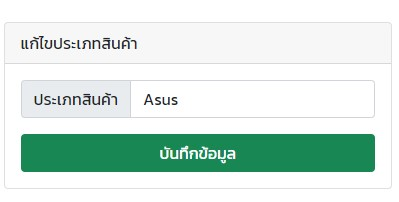 แก้ไขประเภทสินค้า
ประเภทสินค้า Asus
บันทึกข้อมูล